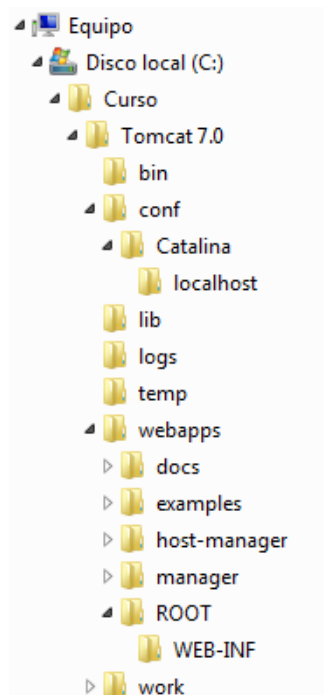 Equipo
Disco local (C:)
Curso
Tomcat 7.0
bin
conf
Catalina
localhost
lib
logs
temp
webapps
docs
examples
host-manager
manager
ROOT
WEB-INF
work